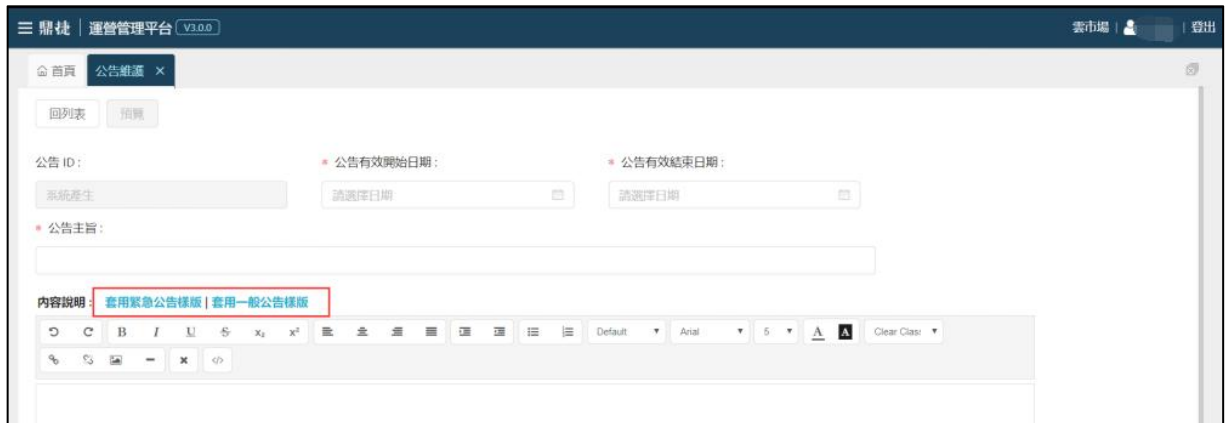 鼎捷 | 運營管理平台 V3.0.0 雲市場 | | 登出
首頁 公告維護 ×
回列表 預覽
公告 ID : * 公告有效開始日期 : * 公告有效結束日期 :
系統產生 請選擇日期 請選擇日期
* 公告主旨 :
內容說明 : 套用緊急公告樣版 | 套用一般公告樣版
B I U S x₂ x² Default Arial 5 A A Clear Clas: